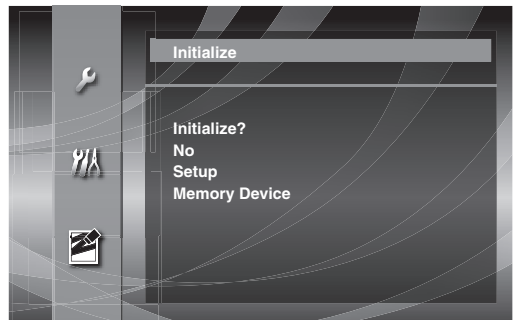 Initialize
Initialize?
No
Setup
Memory Device